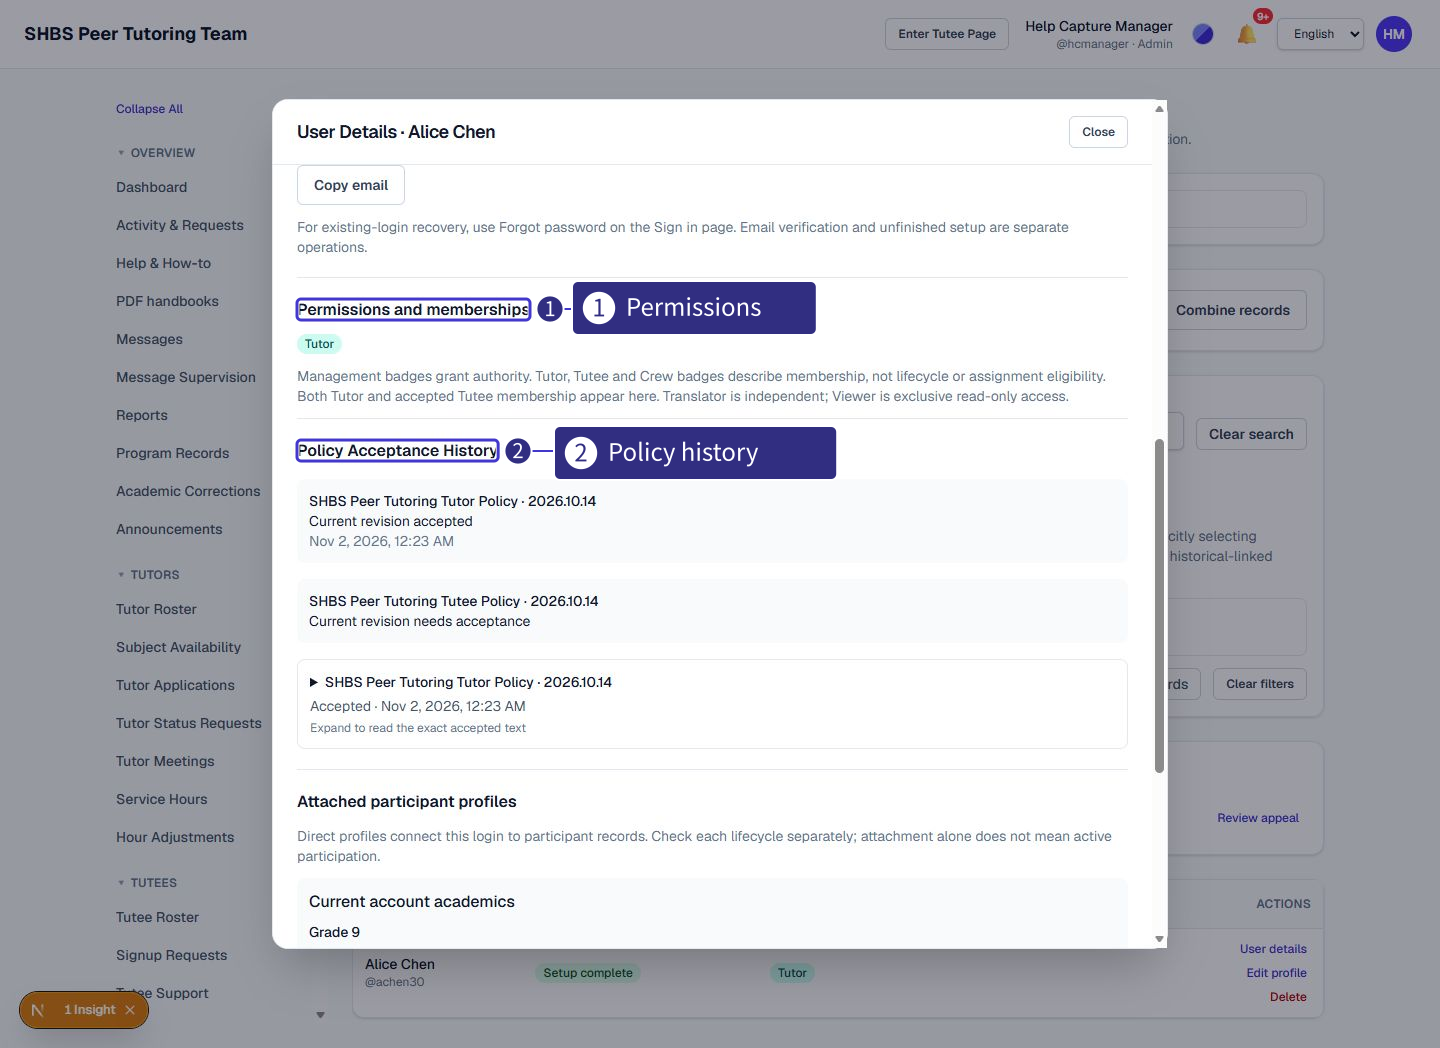 SHBS Peer Tutoring Team
Enter Tutee Page
Help Capture Manager
@hcmanager · Admin
9+
English
HM
Collapse All
OVERVIEW
Dashboard
Activity & Requests
Help & How-to
PDF handbooks
Messages
Message Supervision
Reports
Program Records
Academic Corrections
Announcements
TUTORS
Tutor Roster
Subject Availability
Tutor Applications
Tutor Status Requests
Tutor Meetings
Service Hours
Hour Adjustments
TUTEES
Tutee Roster
Signup Requests
Tutee Support
1 Insight
User Details · Alice Chen
Close
Copy email
For existing-login recovery, use Forgot password on the Sign in page. Email verification and unfinished setup are separate
operations.
Permissions and memberships
1
1 Permissions
Tutor
Management badges grant authority. Tutor, Tutee and Crew badges describe membership, not lifecycle or assignment eligibility.
Both Tutor and accepted Tutee membership appear here. Translator is independent; Viewer is exclusive read-only access.
Policy Acceptance History
2
2 Policy history
SHBS Peer Tutoring Tutor Policy · 2026.10.14
Current revision accepted
Nov 2, 2026, 12:23 AM
SHBS Peer Tutoring Tutee Policy · 2026.10.14
Current revision needs acceptance
SHBS Peer Tutoring Tutor Policy · 2026.10.14
Accepted · Nov 2, 2026, 12:23 AM
Expand to read the exact accepted text
Attached participant profiles
Direct profiles connect this login to participant records. Check each lifecycle separately; attachment alone does not mean active
participation.
Current account academics
Grade 9
Combine records
Clear search
selecting
historical-linked
Clear filters
Review appeal
ACTIONS
Alice Chen
@achen30
Setup complete
Tutor
User details
Edit profile
Delete